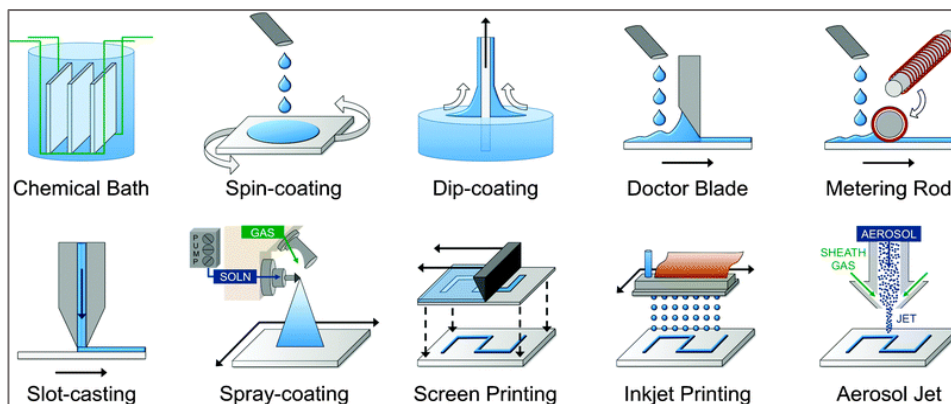 Chemical Bath
Spin-coating
Dip-coating
Doctor Blade
Metering Rod
PUMP
GAS
SOLN
AEROSOL
SHEATH
GAS
JET
Slot-casting
Spray-coating
Screen Printing
Inkjet Printing
Aerosol Jet